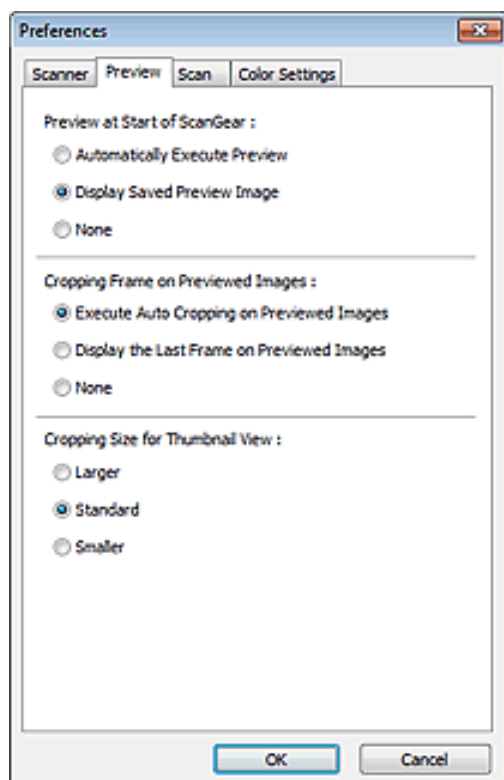 Preferences
Scanner Preview Scan Color Settings
Preview at Start of ScanGear :
Automatically Execute Preview
Display Saved Preview Image
None
Cropping Frame on Previewed Images :
Execute Auto Cropping on Previewed Images
Display the Last Frame on Previewed Images
None
Cropping Size for Thumbnail View :
Larger
Standard
Smaller
OK Cancel